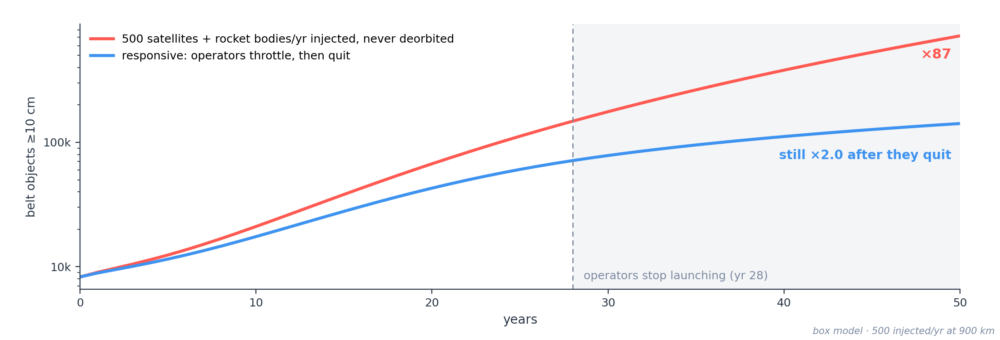 500 satellites + rocket bodies/yr injected, never deorbited
responsive: operators throttle, then quit
×87
still ×2.0 after they quit
operators stop launching (yr 28)
belt objects ≥10 cm
100k
10k
0
10
20
30
40
50
years
box model · 500 injected/yr at 900 km